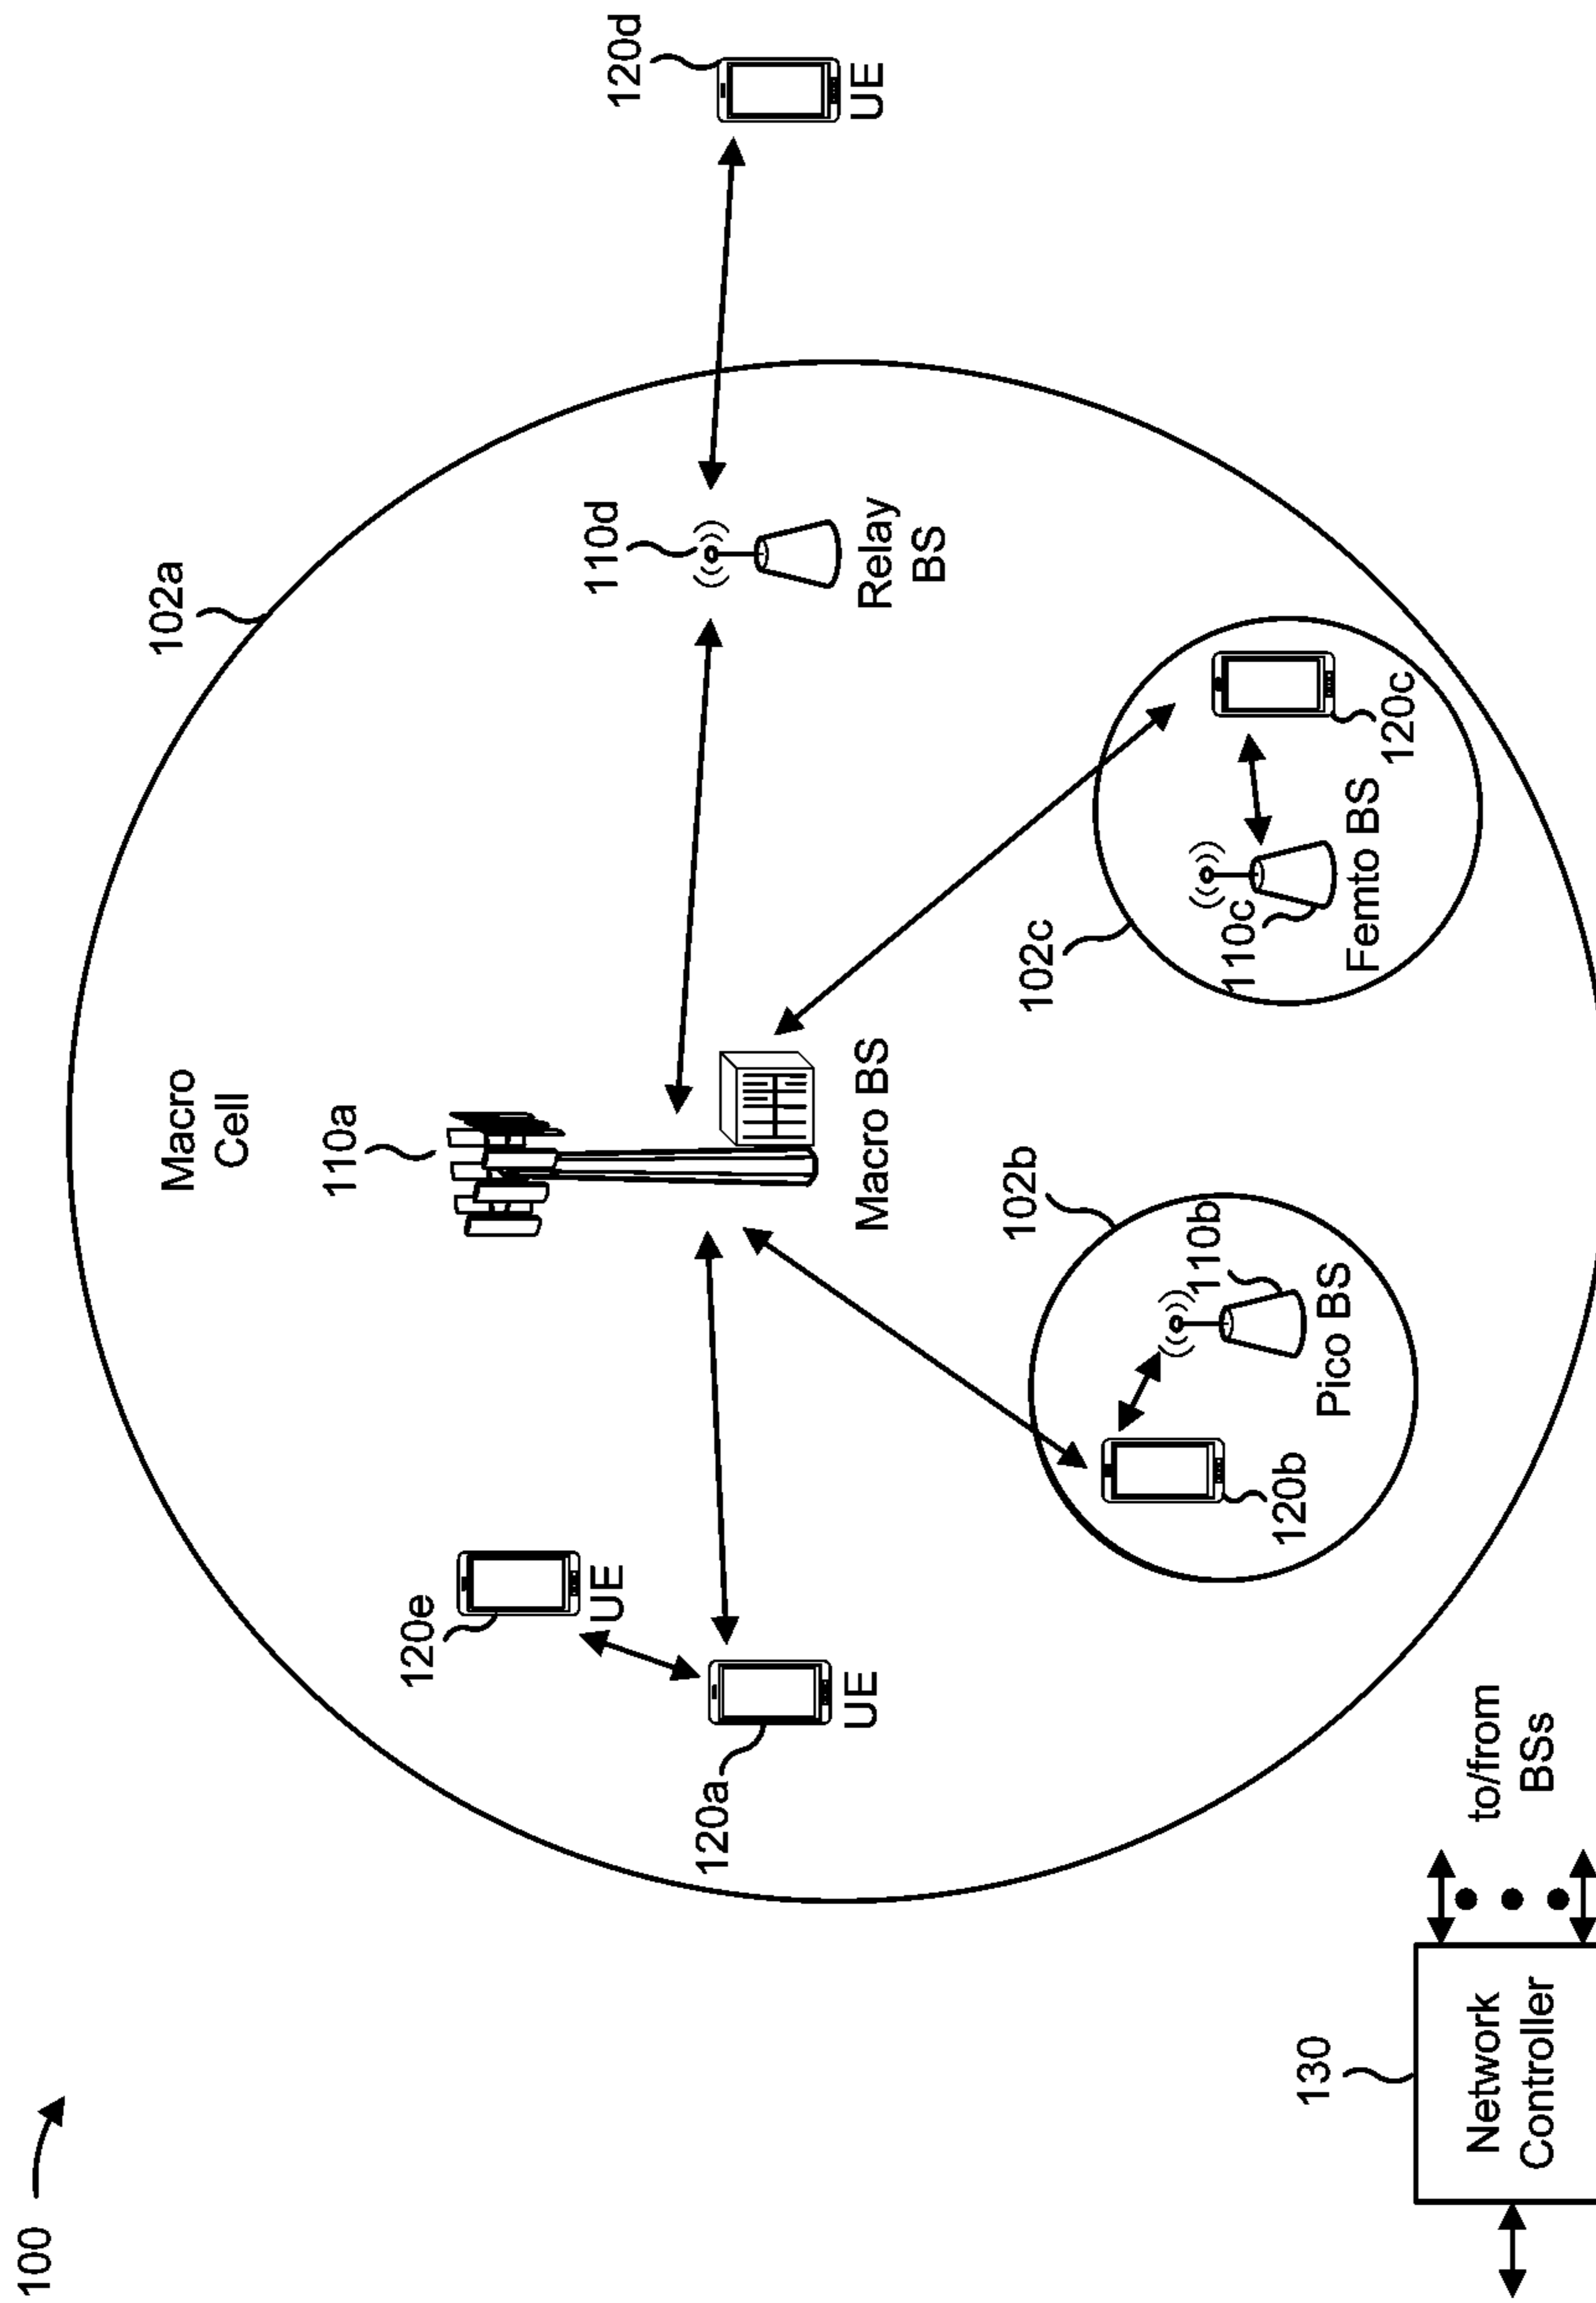 100
102a
Macro
Cell
110a
120d
UE
110d
Relay
BS
120e
UE
120a
UE
Macro BS
102b
110b
Pico BS
120b
102c
110c
Femto BS
120c
130
Network
Controller
to/from
BSs